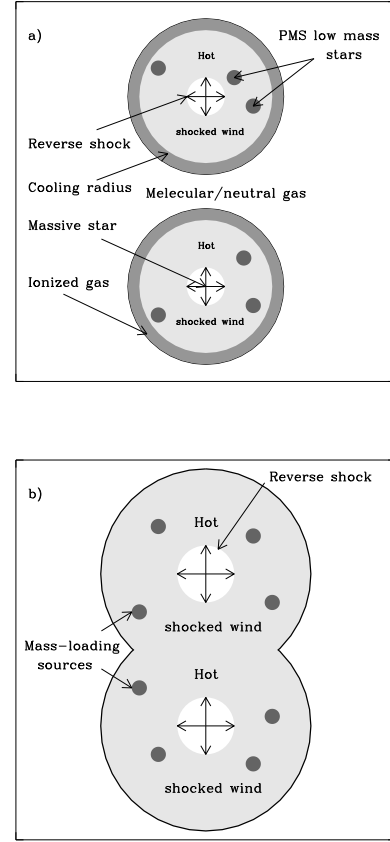 a)
PMS low mass
stars
Hot
shocked wind
Reverse shock
Cooling radius
Melecular/neutral gas
Massive star
Hot
Ionized gas
shocked wind
b)
Reverse shock
Hot
shocked wind
Mass-loading
sources
Hot
shocked wind